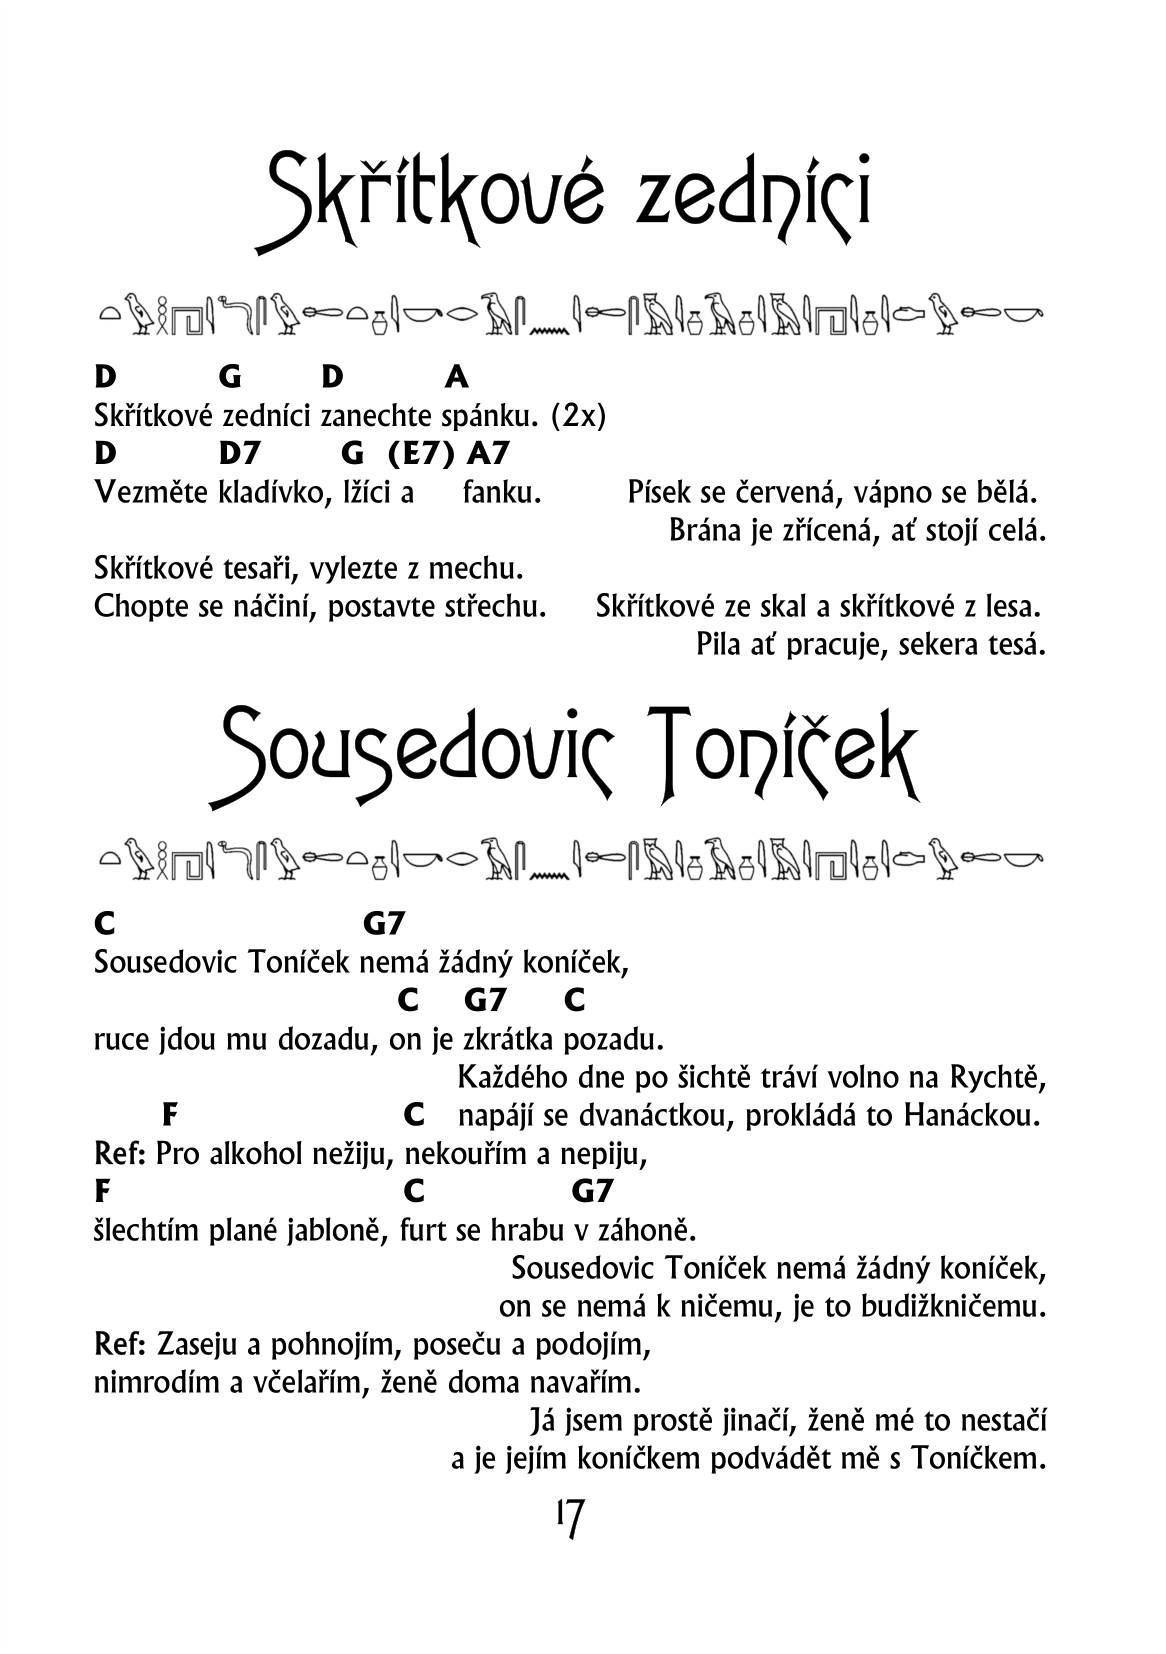 Skřítkové zedníci
D G D A
Skřítkové zedníci zanechte spánku. (2x)
D D7 G (E7) A7
Vezměte kladívko, lžíci a fanku.
Písek se červená, vápno se bělá.
Brána je zřícená, ať stojí celá.
Skřítkové tesaři, vylezte z mechu.
Chopte se náčiní, postavte střechu.
Skřítkové ze skal a skřítkové z lesa.
Pila ať pracuje, sekera tesá.
Sousedovic Toníček
C G7
Sousedovic Toníček nemá žádný koníček,
C G7 C
ruce jdou mu dozadu, on je zkrátka pozadu.
Každého dne po šichtě tráví volno na Rychtě,
napájí se dvanáctkou, prokládá to Hanáckou.
F C
Ref: Pro alkohol nežiju, nekouřím a nepiju,
F C G7
šlechtím plané jabloně, furt se hrabu v záhoně.
Sousedovic Toníček nemá žádný koníček,
on se nemá k ničemu, je to budižkničemu.
Ref: Zaseju a pohnojím, poseču a podojím,
nimrodím a včelařím, ženě doma navařím.
Já jsem prostě jinačí, ženě mé to nestačí
a je jejím koníčkem podvádět mě s Toníčkem.
17